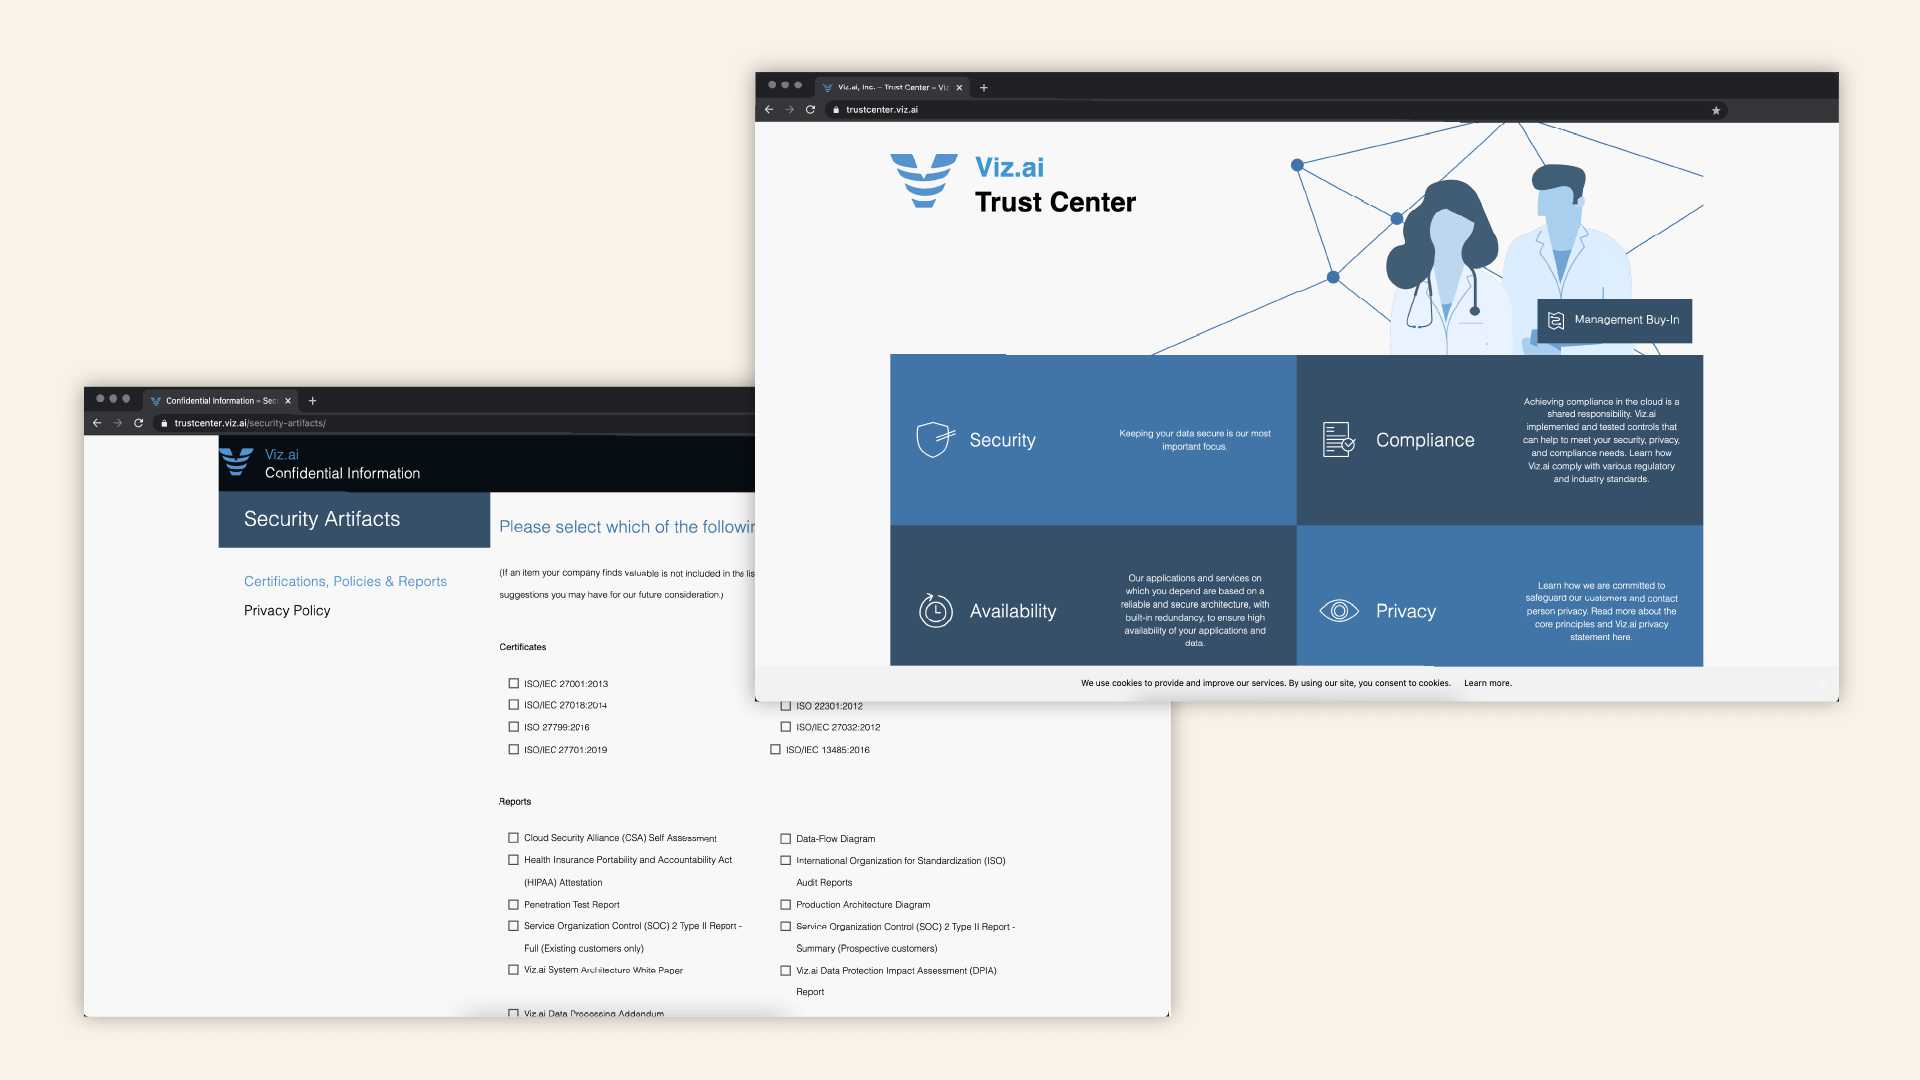 Viz.ai, Inc. – Trust Center – Viz
trustcenter.viz.ai
Viz.ai
Trust Center
Management Buy-In
Security
Keeping your data secure is our most
important focus.
Compliance
Achieving compliance in the cloud is a
shared responsibility. Viz.ai
implemented and tested controls that
can help to meet your security, privacy,
and compliance needs. Learn how
Viz.ai comply with various regulatory
and industry standards.
Availability
Our applications and services on
which you depend are based on a
reliable and secure architecture, with
built-in redundancy, to ensure high
availability of your applications and
data.
Privacy
Learn how we are committed to
safeguard our customers and contact
person privacy. Read more about the
core principles and Viz.ai privacy
statement here.
We use cookies to provide and improve our services. By using our site, you consent to cookies. Learn more.
Confidential Information – Sec
trustcenter.viz.ai/security-artifacts/
Viz.ai
Confidential Information
Security Artifacts
Certifications, Policies & Reports
Privacy Policy
Please select which of the followin
(If an item your company finds valuable is not included in the lis
suggestions you may have for our future consideration.)
Certificates
ISO/IEC 27001:2013
ISO/IEC 27018:2014
ISO 22301:2012
ISO 27799:2016
ISO/IEC 27032:2012
ISO/IEC 27701:2019
ISO/IEC 13485:2016
Reports
Cloud Security Alliance (CSA) Self Assessment
Data-Flow Diagram
Health Insurance Portability and Accountability Act
(HIPAA) Attestation
International Organization for Standardization (ISO)
Audit Reports
Penetration Test Report
Production Architecture Diagram
Service Organization Control (SOC) 2 Type II Report -
Full (Existing customers only)
Service Organization Control (SOC) 2 Type II Report -
Summary (Prospective customers)
Viz.ai System Architecture White Paper
Viz.ai Data Protection Impact Assessment (DPIA)
Report
Viz.ai Data Processing Addendum